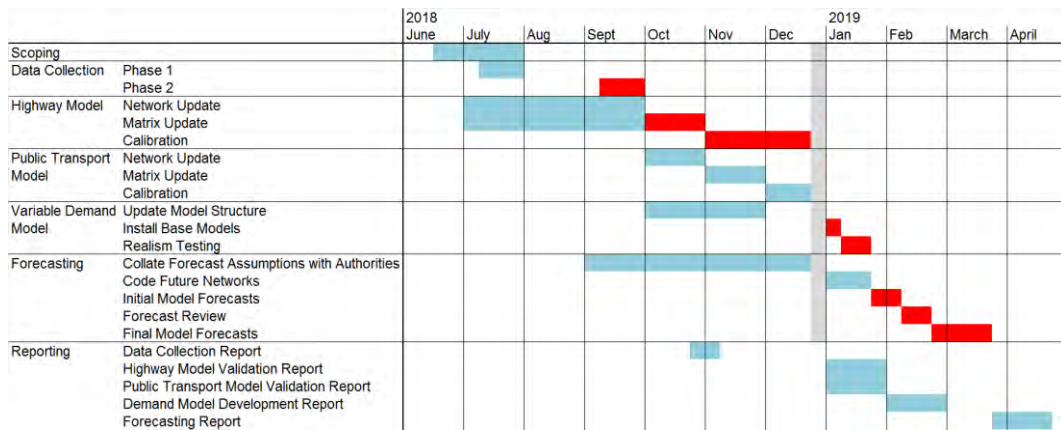 2018 2019
June July Aug Sept Oct Nov Dec Jan Feb March April
Scoping
Data Collection Phase 1
Phase 2
Highway Model Network Update
Matrix Update
Calibration
Public Transport Network Update
Model Matrix Update
Calibration
Variable Demand Update Model Structure
Model Install Base Models
Realism Testing
Forecasting Collate Forecast Assumptions with Authorities
Code Future Networks
Initial Model Forecasts
Forecast Review
Final Model Forecasts
Reporting Data Collection Report
Highway Model Validation Report
Public Transport Model Validation Report
Demand Model Development Report
Forecasting Report